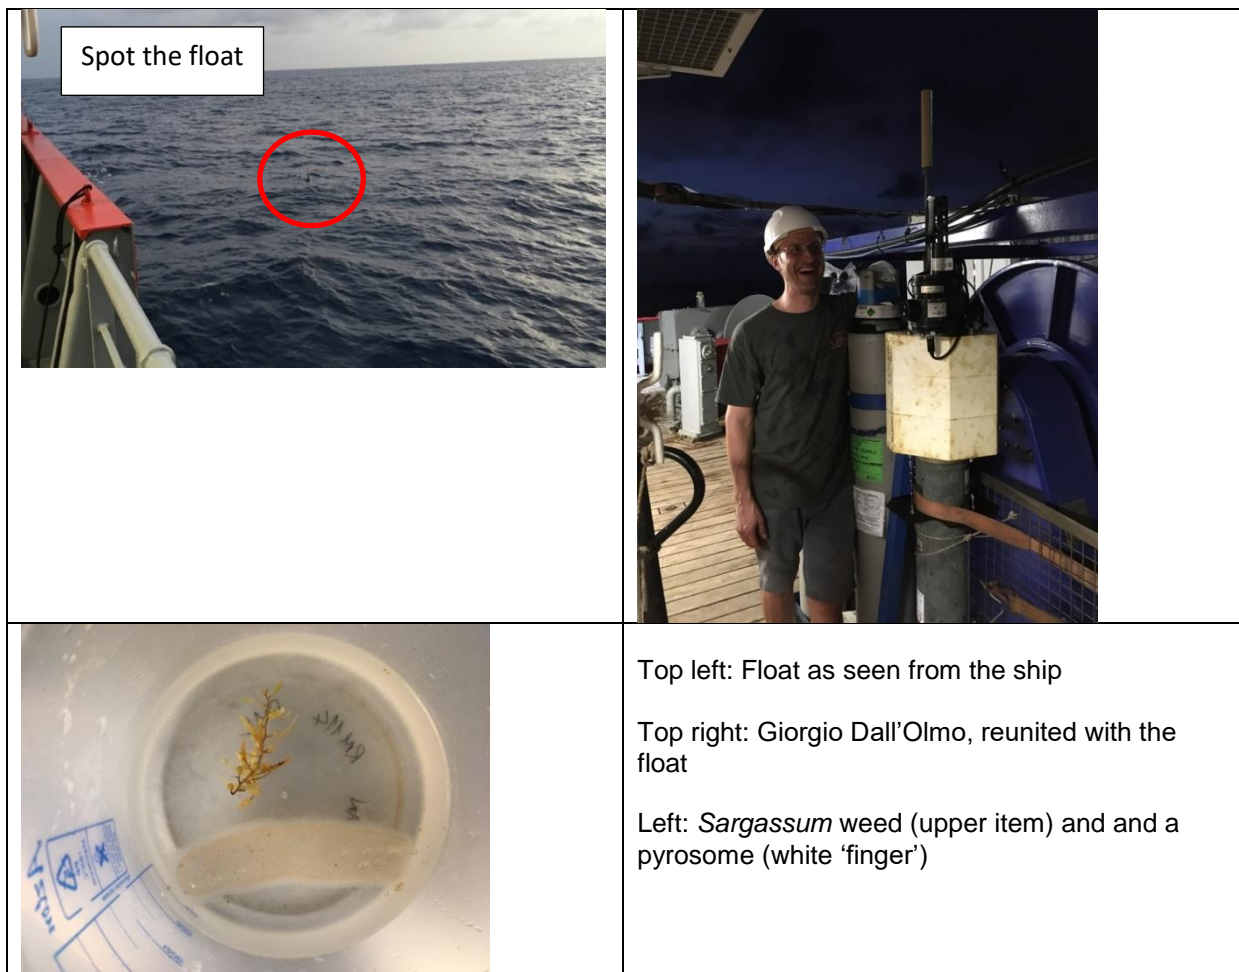 Spot the float
Top left: Float as seen from the ship
Top right: Giorgio Dall’Olmo, reunited with the
float
Left: Sargassum weed (upper item) and and a
pyrosome (white ‘finger’)